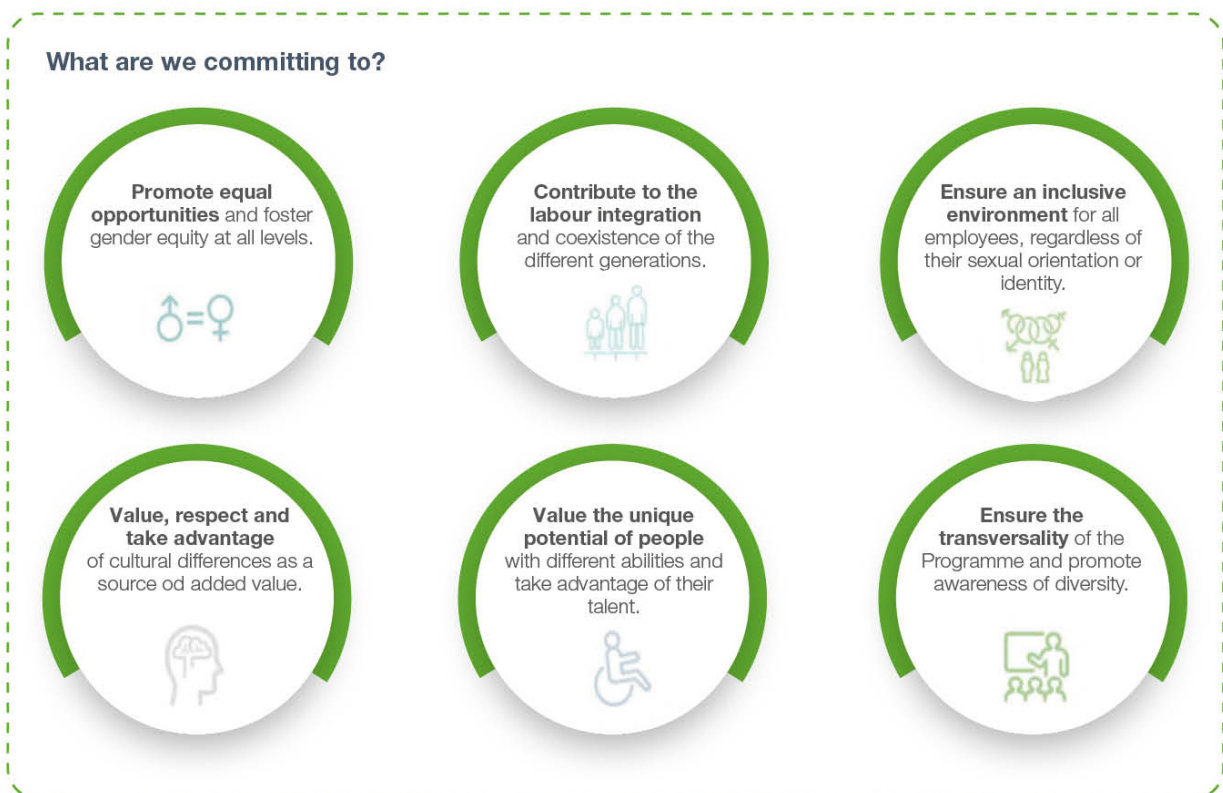 What are we committing to?
Promote equal
opportunities and foster
gender equity at all levels.
Contribute to the
labour integration
and coexistence of the
different generations.
Ensure an inclusive
environment for all
employees, regardless of
their sexual orientation or
identity.
Value, respect and
take advantage
of cultural differences as a
source od added value.
Value the unique
potential of people
with different abilities and
take advantage of their
talent.
Ensure the
transversality of the
Programme and promote
awareness of diversity.